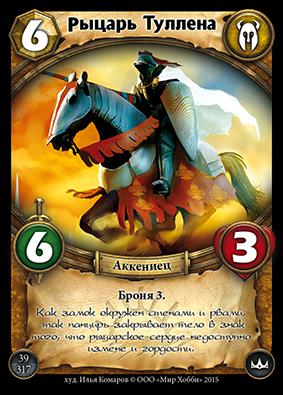 6
Рыцарь Туллена
6
3
Аккениец
Броня 3.
Как замок окружен стенами и рвами,
так панцырь закрывает тело в знак
того, что рыцарское сердце недоступно
измене и гордости.
39
317
худ. Илья Комаров © ООО «Мир Хобби» 2015